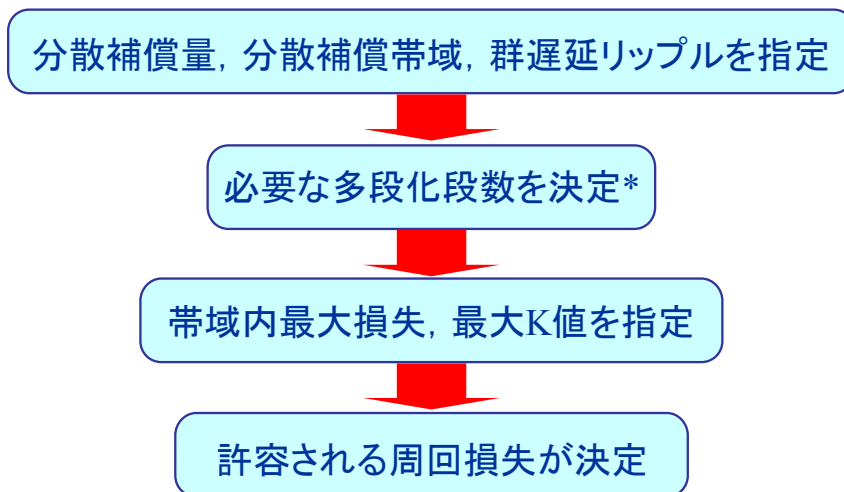 分散補償量，分散補償帯域，群遅延リップルを指定
必要な多段化段数を決定*
帯域内最大損失，最大K値を指定
許容される周回損失が決定